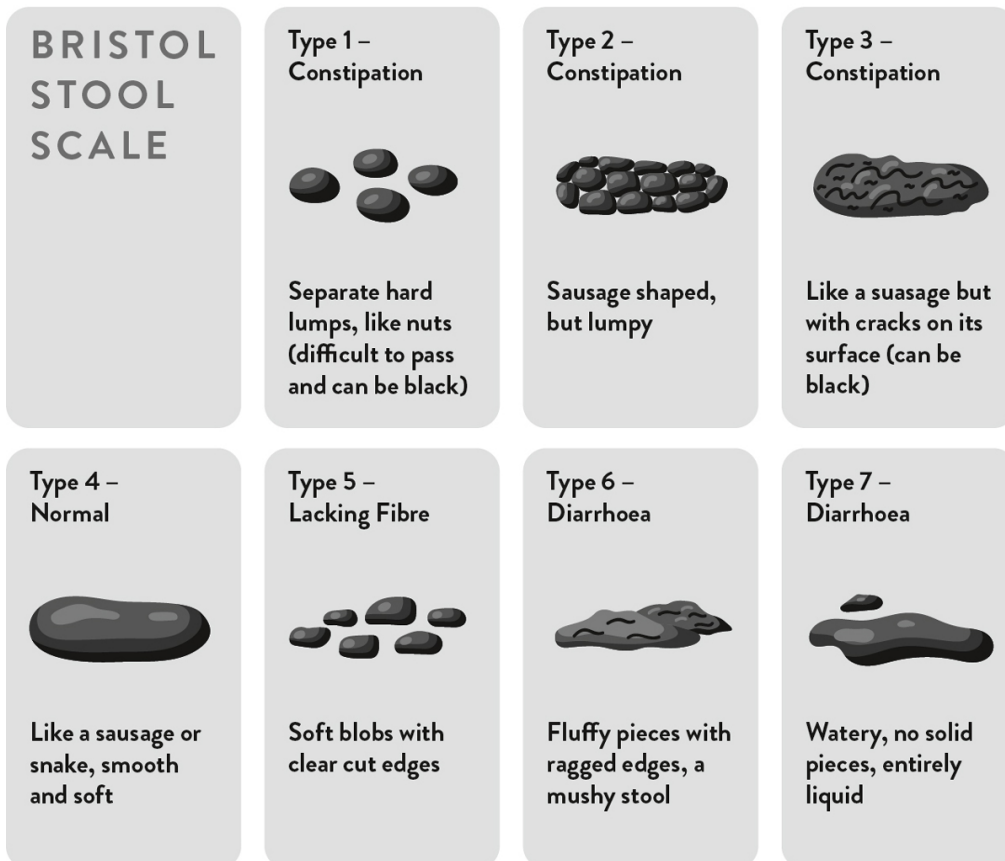 BRISTOL
STOOL
SCALE
Type 1 –
Constipation
Separate hard
lumps, like nuts
(difficult to pass
and can be black)
Type 2 –
Constipation
Sausage shaped,
but lumpy
Type 3 –
Constipation
Like a suasage but
with cracks on its
surface (can be
black)
Type 4 –
Normal
Like a sausage or
snake, smooth
and soft
Type 5 –
Lacking Fibre
Soft blobs with
clear cut edges
Type 6 –
Diarrhoea
Fluffy pieces with
ragged edges, a
mushy stool
Type 7 –
Diarrhoea
Watery, no solid
pieces, entirely
liquid